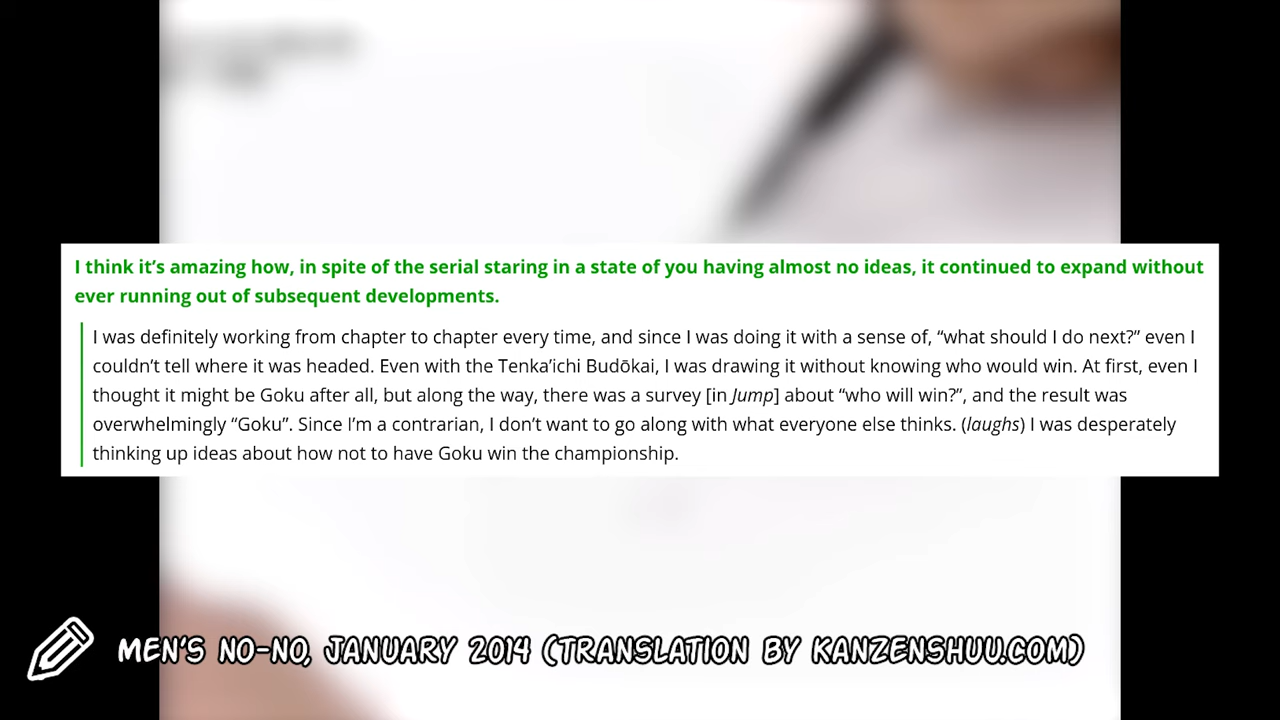 I think it’s amazing how, in spite of the serial staring in a state of you having almost no ideas, it continued to expand without
ever running out of subsequent developments.
I was definitely working from chapter to chapter every time, and since I was doing it with a sense of, “what should I do next?” even I
couldn’t tell where it was headed. Even with the Tenka’ichi Budōkai, I was drawing it without knowing who would win. At first, even I
thought it might be Goku after all, but along the way, there was a survey [in Jump] about “who will win?”, and the result was
overwhelmingly “Goku”. Since I’m a contrarian, I don’t want to go along with what everyone else thinks. (laughs) I was desperately
thinking up ideas about how not to have Goku win the championship.
MEN'S NO-NO, JANUARY 2014 (TRANSLATION BY KANZENSHUU.COM)